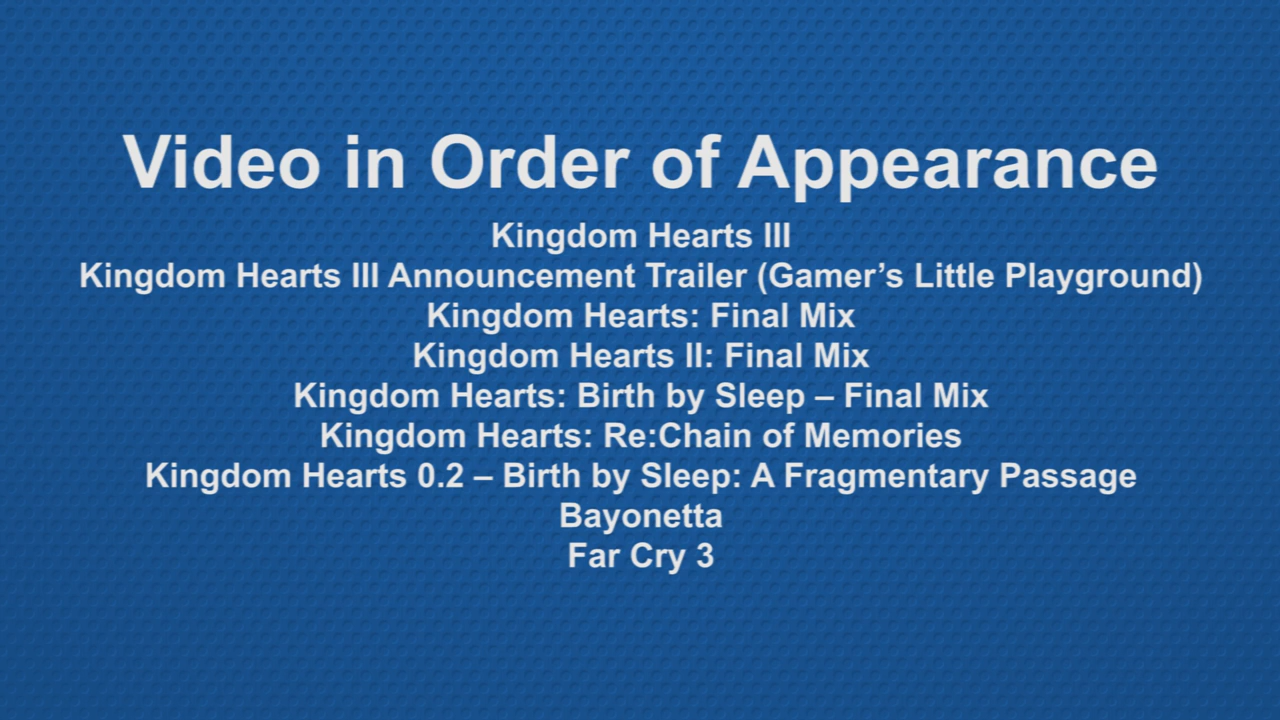 Video in Order of Appearance
Kingdom Hearts III
Kingdom Hearts III Announcement Trailer (Gamer’s Little Playground)
Kingdom Hearts: Final Mix
Kingdom Hearts II: Final Mix
Kingdom Hearts: Birth by Sleep – Final Mix
Kingdom Hearts: Re:Chain of Memories
Kingdom Hearts 0.2 – Birth by Sleep: A Fragmentary Passage
Bayonetta
Far Cry 3